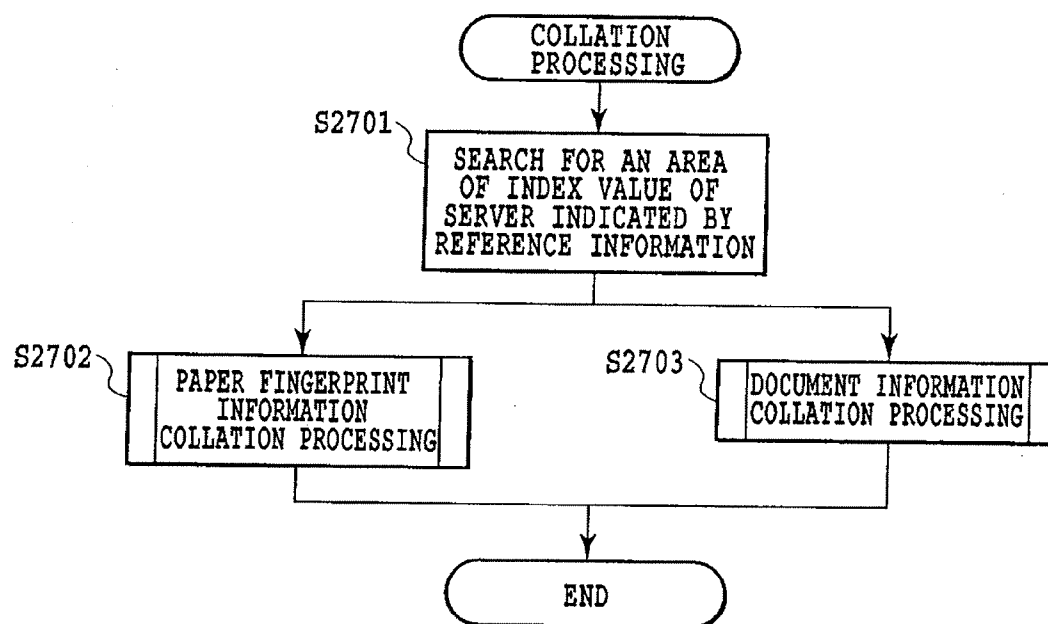 COLLATION
PROCESSING
S2701
SEARCH FOR AN AREA
OF INDEX VALUE OF
SERVER INDICATED BY
REFERENCE INFORMATION
S2702
PAPER FINGERPRINT
INFORMATION
COLLATION PROCESSING
S2703
DOCUMENT INFORMATION
COLLATION PROCESSING
END